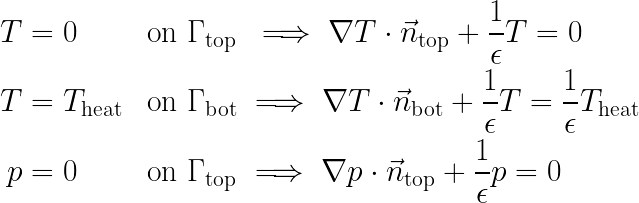 T = 0 on Γ_top ⟹ ∇T · n⃗_top + 1/ϵ T = 0
T = T_heat on Γ_bot ⟹ ∇T · n⃗_bot + 1/ϵ T = 1/ϵ T_heat
p = 0 on Γ_top ⟹ ∇p · n⃗_top + 1/ϵ p = 0